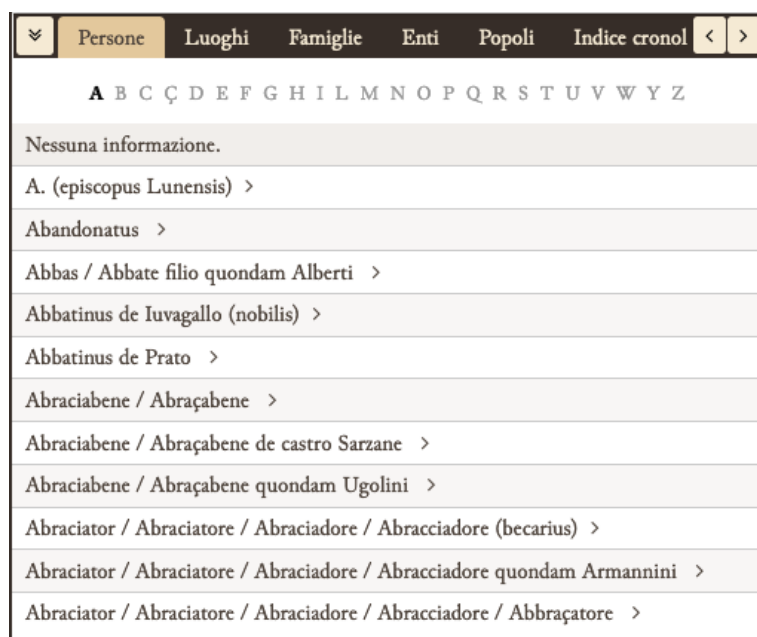 Persone Luoghi Famiglie Enti Popoli Indice cronol
A B C Ç D E F G H I L M N O P Q R S T U V W Y Z
Nessuna informazione.
A. (episcopus Lunensis) >
Abandonatus >
Abbas / Abbate filio quondam Alberti >
Abbatinus de Iuvagallo (nobilis) >
Abbatinus de Prato >
Abraciabene / Abraçabene >
Abraciabene / Abraçabene de castro Sarzane >
Abraciabene / Abraçabene quondam Ugolini >
Abraciator / Abraciatore / Abraciadore / Abracciadore (becarius) >
Abraciator / Abraciatore / Abraciadore / Abracciadore quondam Armannini >
Abraciator / Abraciatore / Abraciadore / Abracciadore / Abbraçatore >